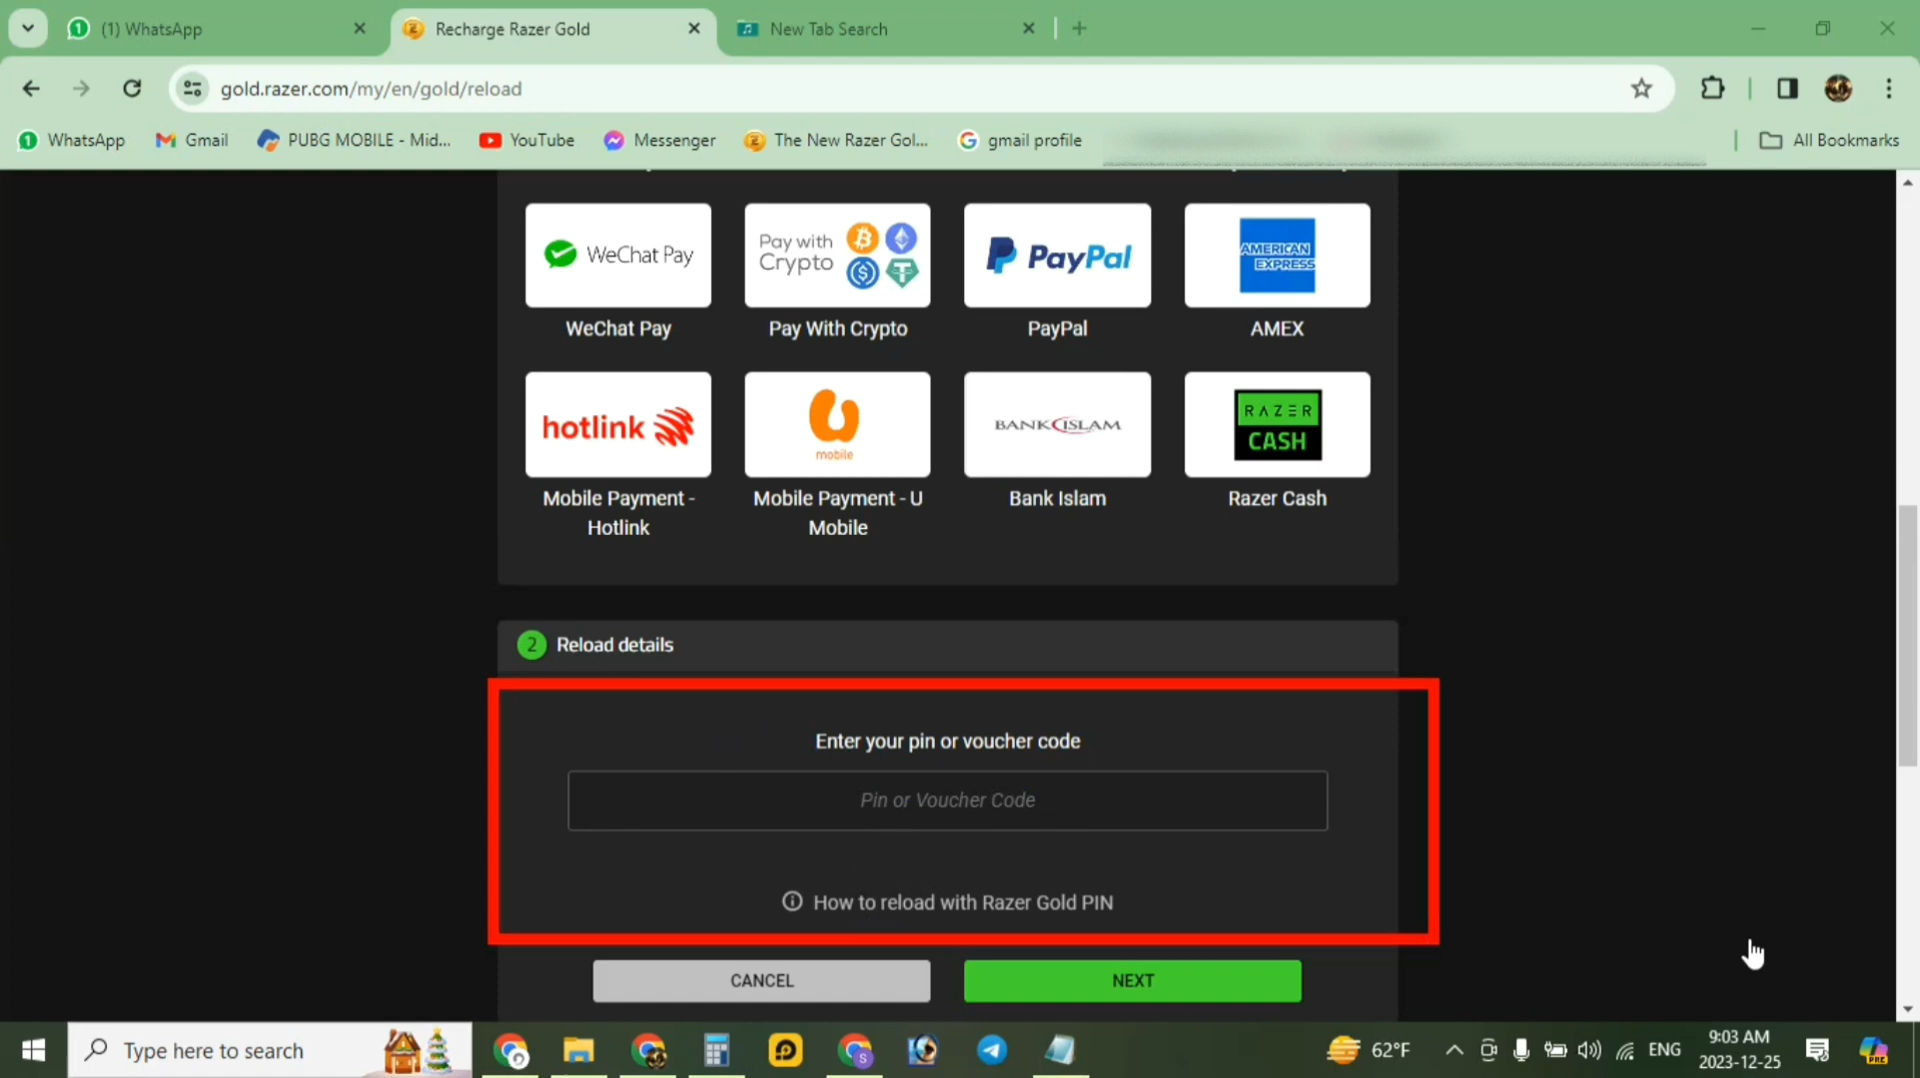 (1) WhatsApp
Recharge Razer Gold
New Tab Search
gold.razer.com/my/en/gold/reload
WhatsApp
Gmail
PUBG MOBILE - Mid...
YouTube
Messenger
The New Razer Gol...
gmail profile
All Bookmarks
WeChat Pay
Pay with
Crypto
PayPal
AMERICAN
EXPRESS
WeChat Pay
Pay With Crypto
PayPal
AMEX
hotlink
mobile
BANK ISLAM
RAZER
CASH
Mobile Payment -
Hotlink
Mobile Payment - U
Mobile
Bank Islam
Razer Cash
2 Reload details
Enter your pin or voucher code
Pin or Voucher Code
How to reload with Razer Gold PIN
CANCEL
NEXT
Type here to search
62°F
ENG
9:03 AM
2023-12-25
PRE